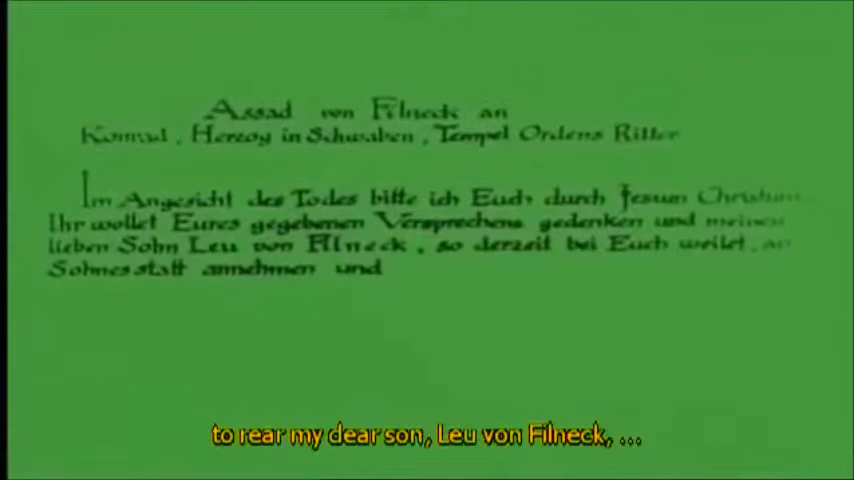 Assad von Filneck an
Konrad, Herzog in Schwaben, Tempel Ordens Ritter
Im Angesicht des Todes bitte ich Euch durch Jesum Christum
Ihr wollet Eures gegebenen Versprechens gedenken und meinen
lieben Sohn Leu von Filneck, so derzeit bei Euch weilet, an
Sohnes statt annehmen und
to rear my dear son, Leu von Filneck, ...